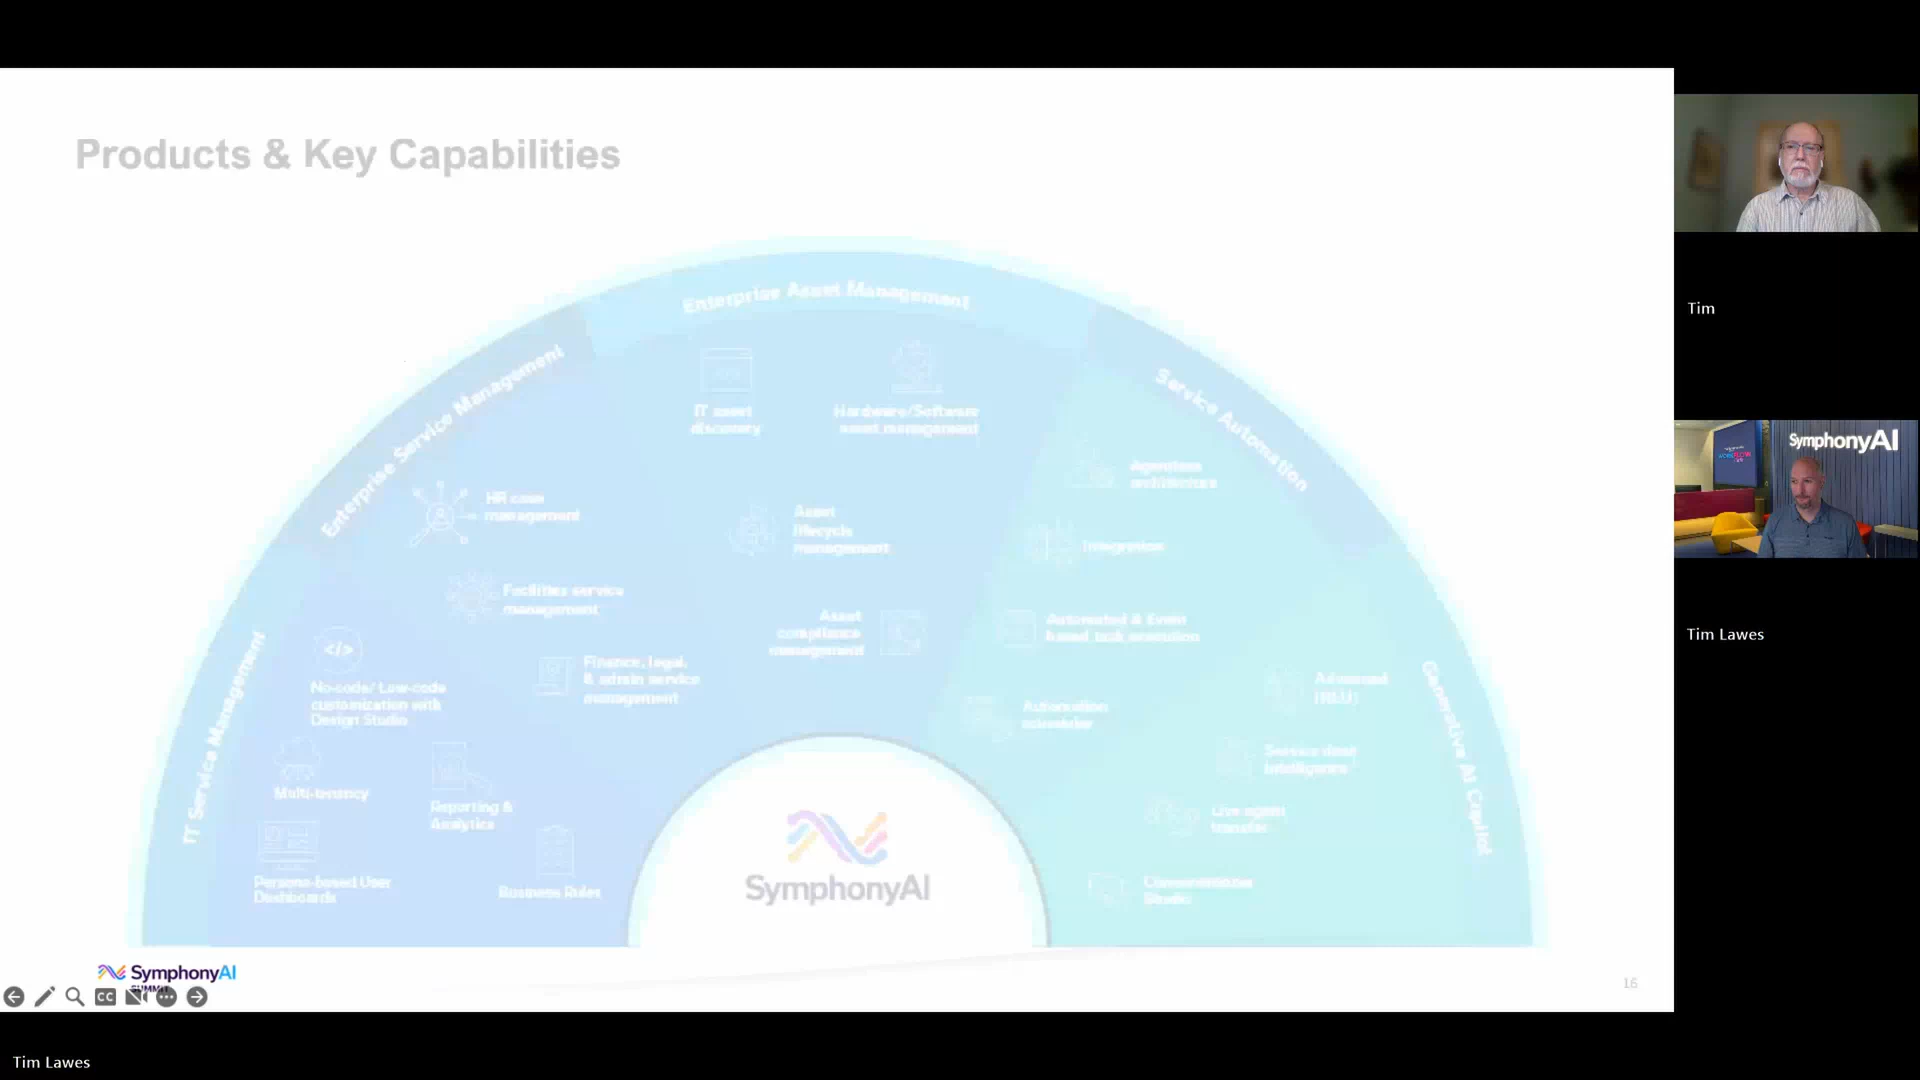 Products & Key Capabilities
Enterprise Asset Management
Enterprise Service Management
Service Automation
IT Service Management
Generative AI Copilot
IT asset
discovery
Hardware/Software
asset management
HR case
management
Asset
lifecycle
management
Agentless
architecture
Integration
Facilities service
management
Asset
compliance
management
Automated & Event
based task execution
Finance, legal,
& admin service
management
</>
No-code/ Low-code
customization with
Design Studio
Automation
scheduler
Advanced
(NLU)
Service desk
intelligence
Multi-tenancy
Reporting &
Analytics
Live agent
transfer
Persona-based User
Dashboards
Business Rules
Studio
SymphonyAI
SymphonyAI
SUMMIT
CC
16
Tim
SymphonyAI
Tim Lawes
Tim Lawes